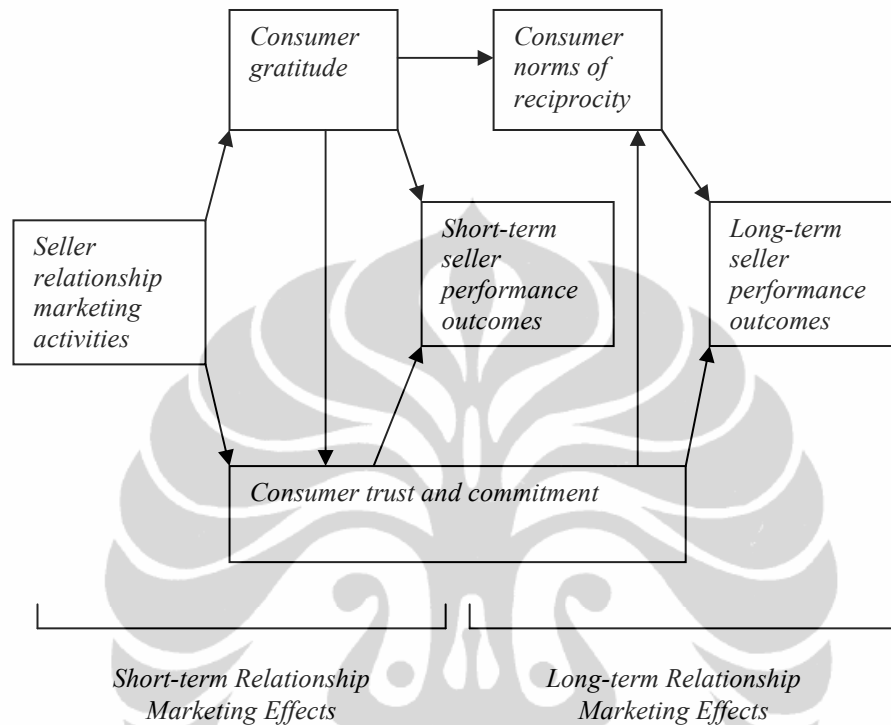 Consumer
gratitude
Consumer
norms of
reciprocity
Seller
relationship
marketing
activities
Short-term
seller
performance
outcomes
Long-term
seller
performance
outcomes
Consumer trust and commitment
Short-term Relationship
Marketing Effects
Long-term Relationship
Marketing Effects